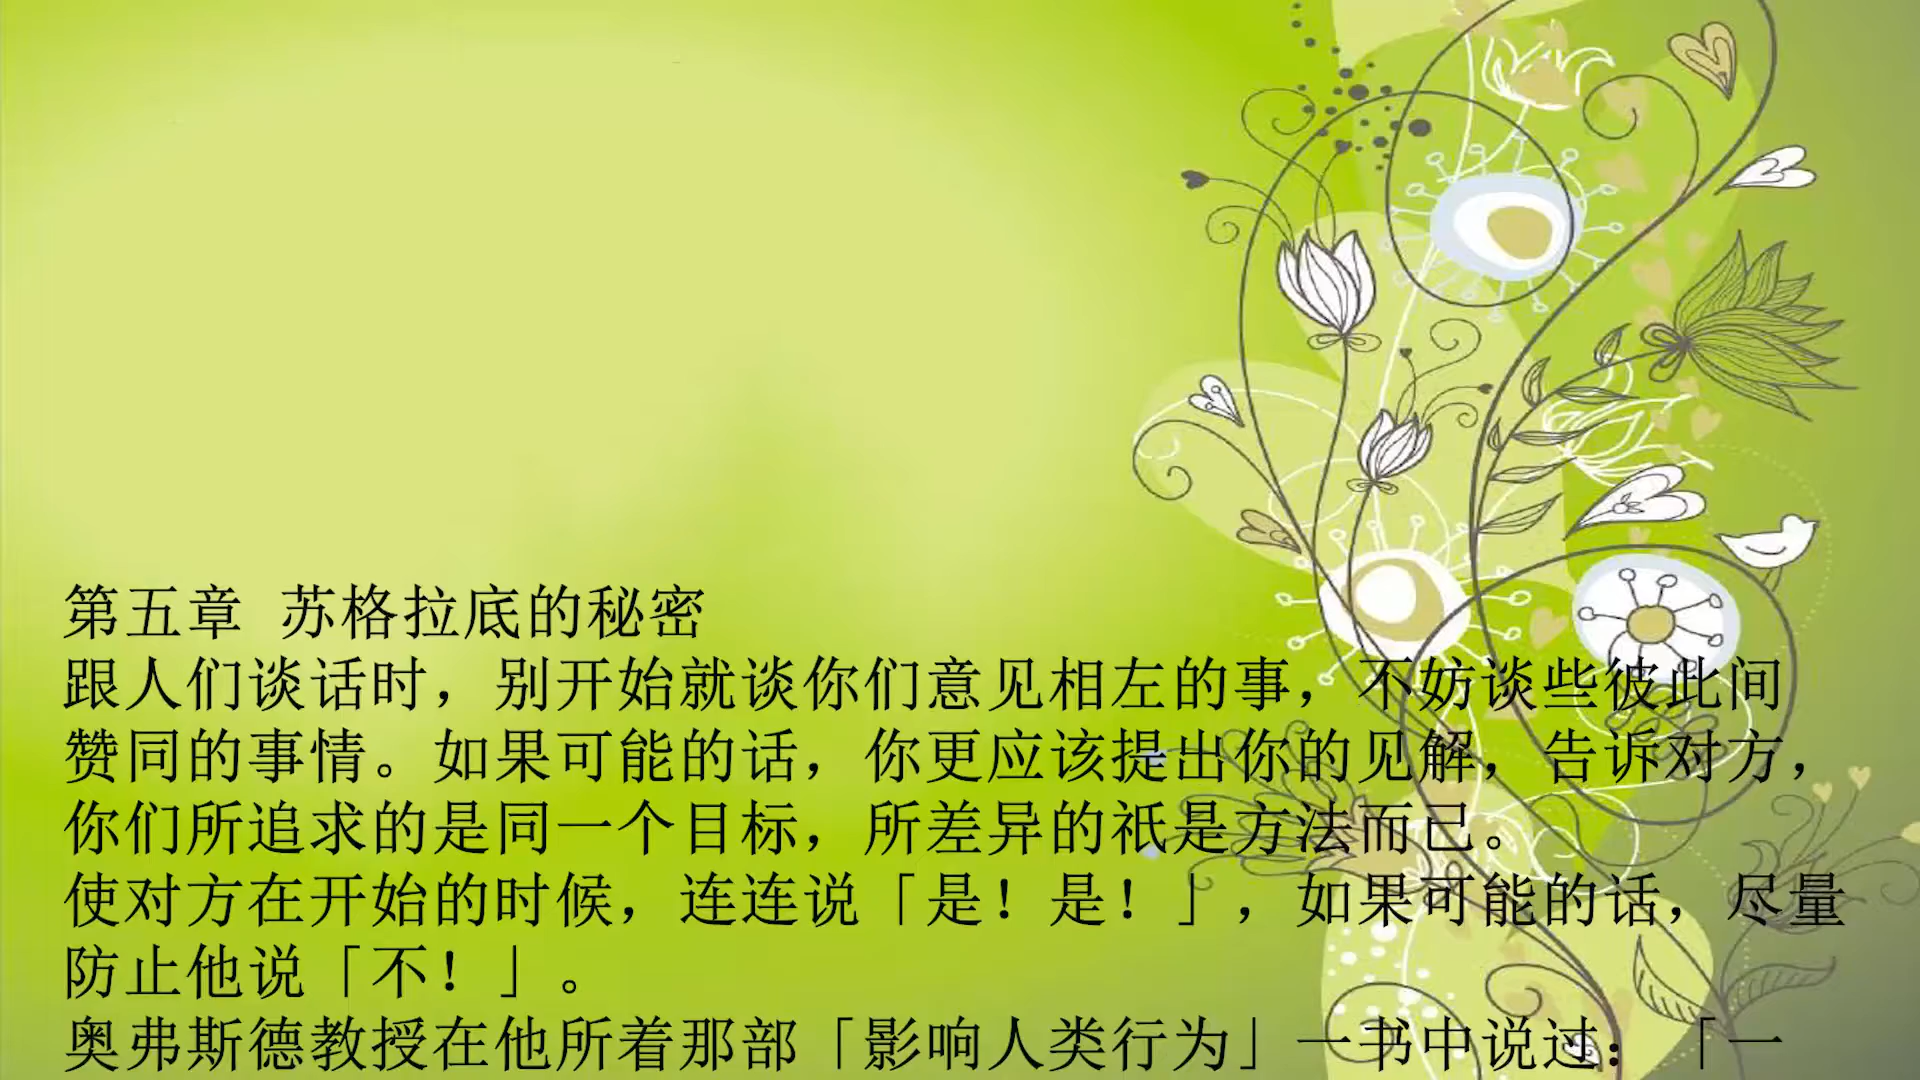 第五章 苏格拉底的秘密
跟人们谈话时，别开始就谈你们意见相左的事，不妨谈些彼此间
赞同的事情。如果可能的话，你更应该提出你的见解，告诉对方，
你们所追求的是同一个目标，所差异的祇是方法而已。
使对方在开始的时候，连连说「是！是！」，如果可能的话，尽量
防止他说「不！」。
奥弗斯德教授在他所着那部「影响人类行为」一书中说过：「一